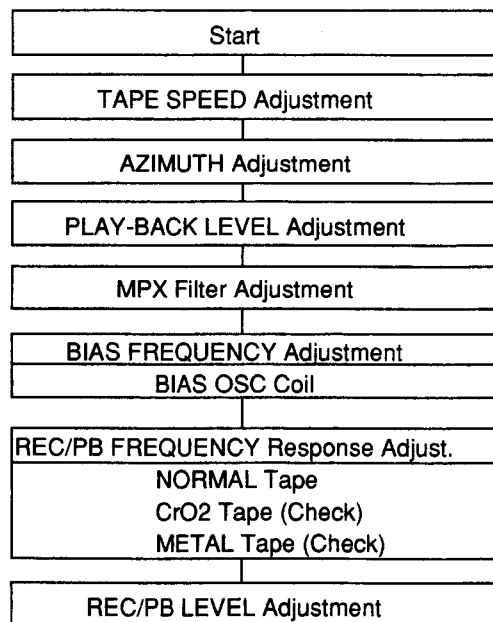 Start
TAPE SPEED Adjustment
AZIMUTH Adjustment
PLAY-BACK LEVEL Adjustment
MPX Filter Adjustment
BIAS FREQUENCY Adjustment
BIAS OSC Coil
REC/PB FREQUENCY Response Adjust.
NORMAL Tape
CrO2 Tape (Check)
METAL Tape (Check)
REC/PB LEVEL Adjustment